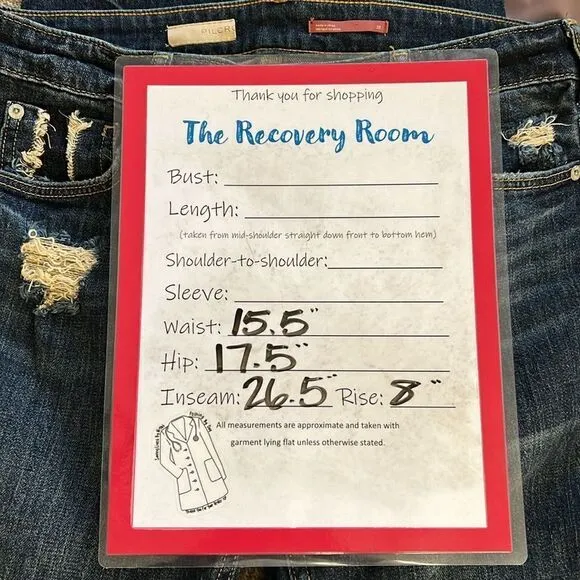 PILCR
Thank you for shopping
The Recovery Room
Bust:
Length:
(taken from mid-shoulder straight down front to bottom hem)
Shoulder-to-shoulder:
Sleeve:
Waist: 15.5"
Hip: 17.5"
Inseam: 26.5" Rise: 8"
All measurements are approximate and taken with
garment lying flat unless otherwise stated.